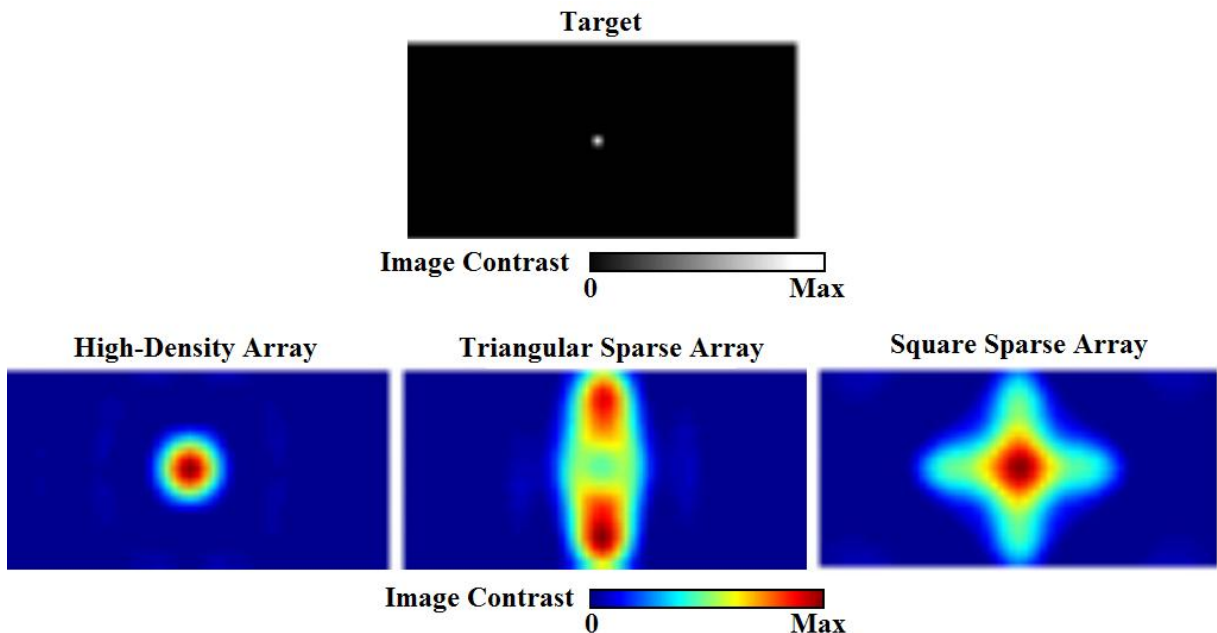 Target
Image Contrast
0 Max
High-Density Array
Triangular Sparse Array
Square Sparse Array
Image Contrast
0 Max